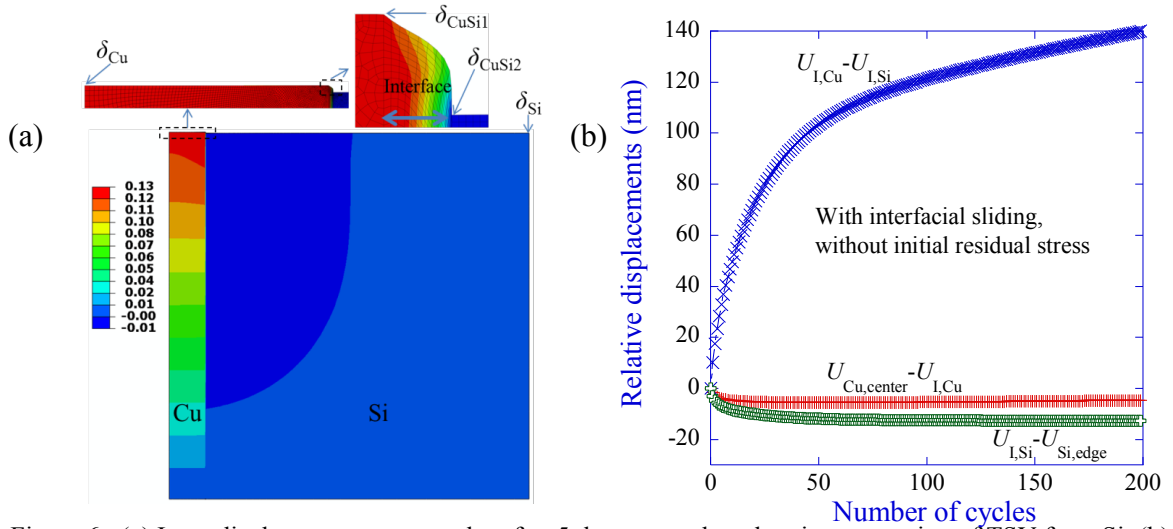 (a)
δCu
δCuSi1
δCuSi2
Interface
δSi
0.13
0.12
0.10
0.09
0.08
0.07
0.06
0.05
0.04
0.02
0.01
-0.00
-0.01
Cu
Si
(b)
Relative displacements (nm)
140
120
100
80
60
40
20
0
-20
UI,Cu-UI,Si
With interfacial sliding,
without initial residual stress
UCu,center-UI,Cu
UI,Si-USi,edge
0
50
100
150
200
Number of cycles